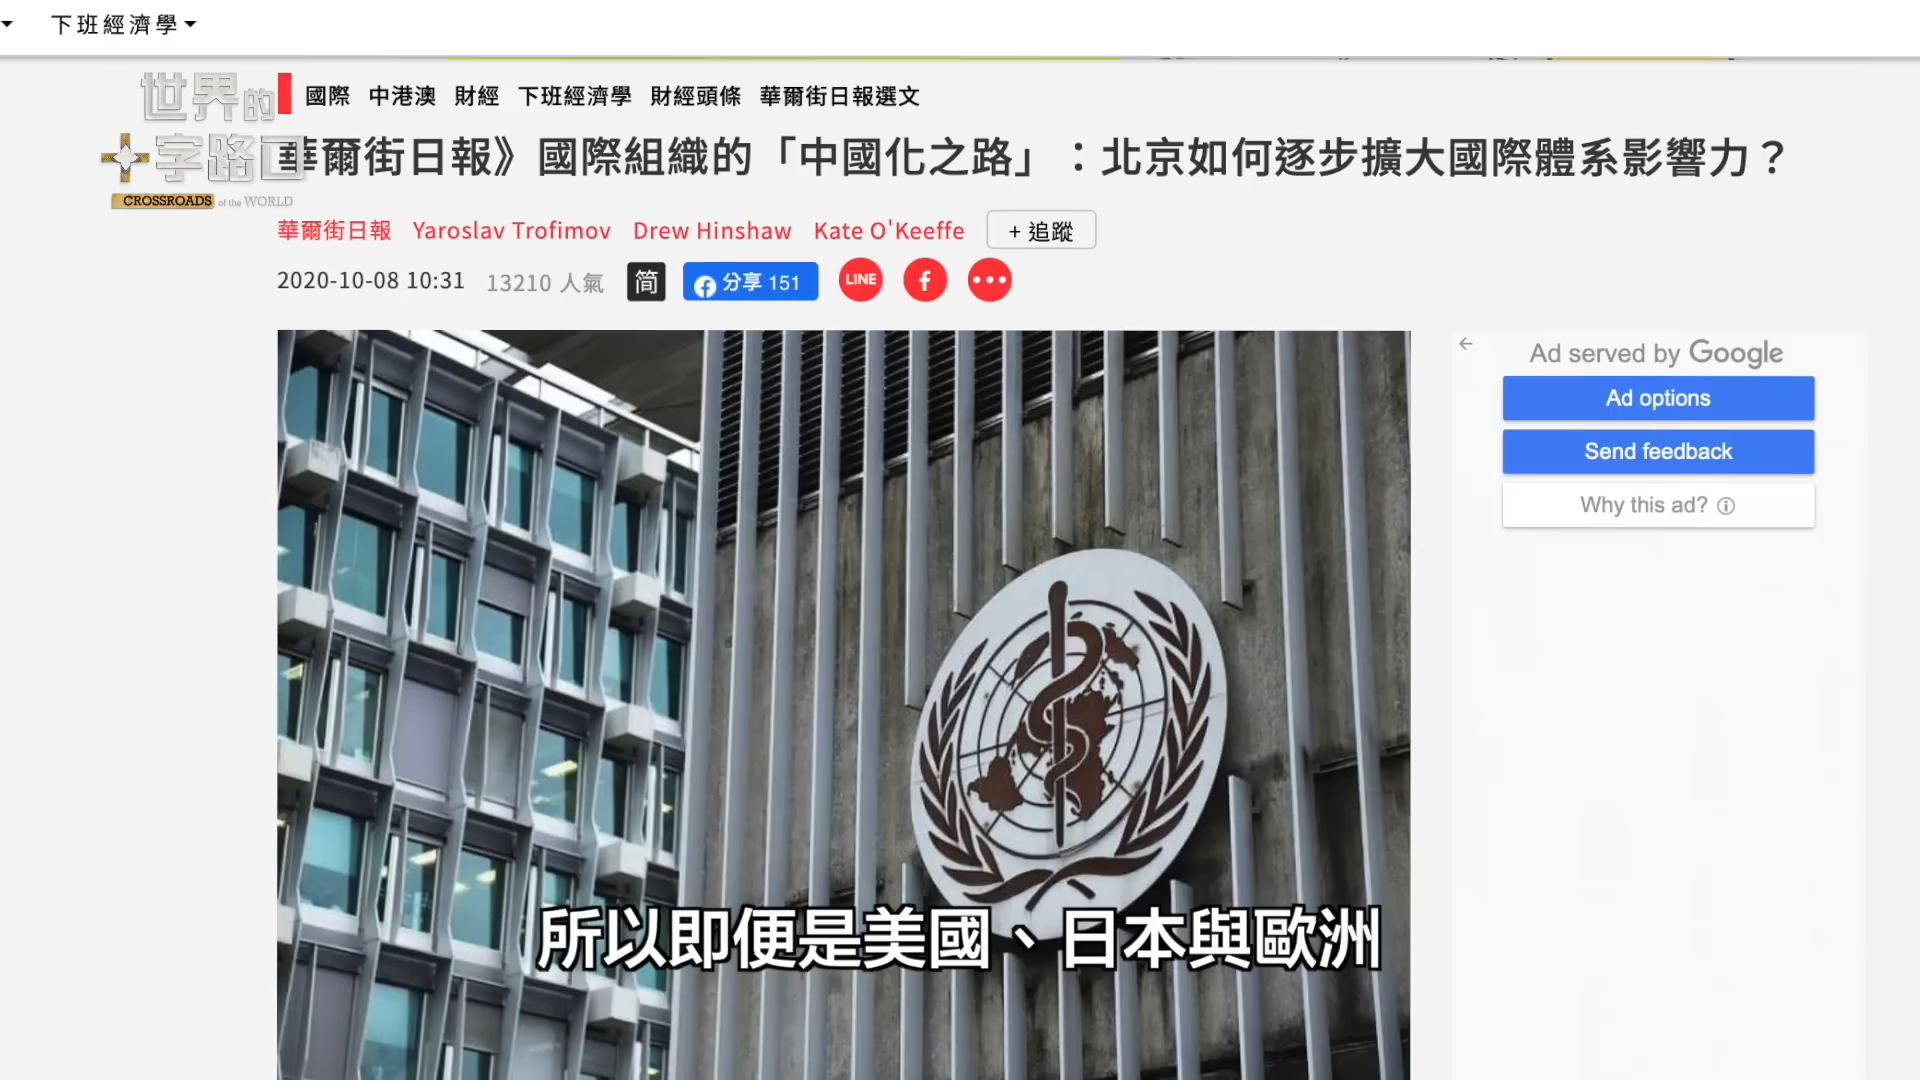 下班經濟學
世界的
十字路口
CROSSROADS of the WORLD
國際 中港澳 財經 下班經濟學 財經頭條 華爾街日報選文
華爾街日報》國際組織的「中國化之路」：北京如何逐步擴大國際體系影響力？
華爾街日報 Yaroslav Trofimov Drew Hinshaw Kate O'Keeffe + 追蹤
2020-10-08 10:31 13210 人氣 简 分享 151 LINE
Ad served by Google
Ad options
Send feedback
Why this ad?
所以即便是美國、日本與歐洲